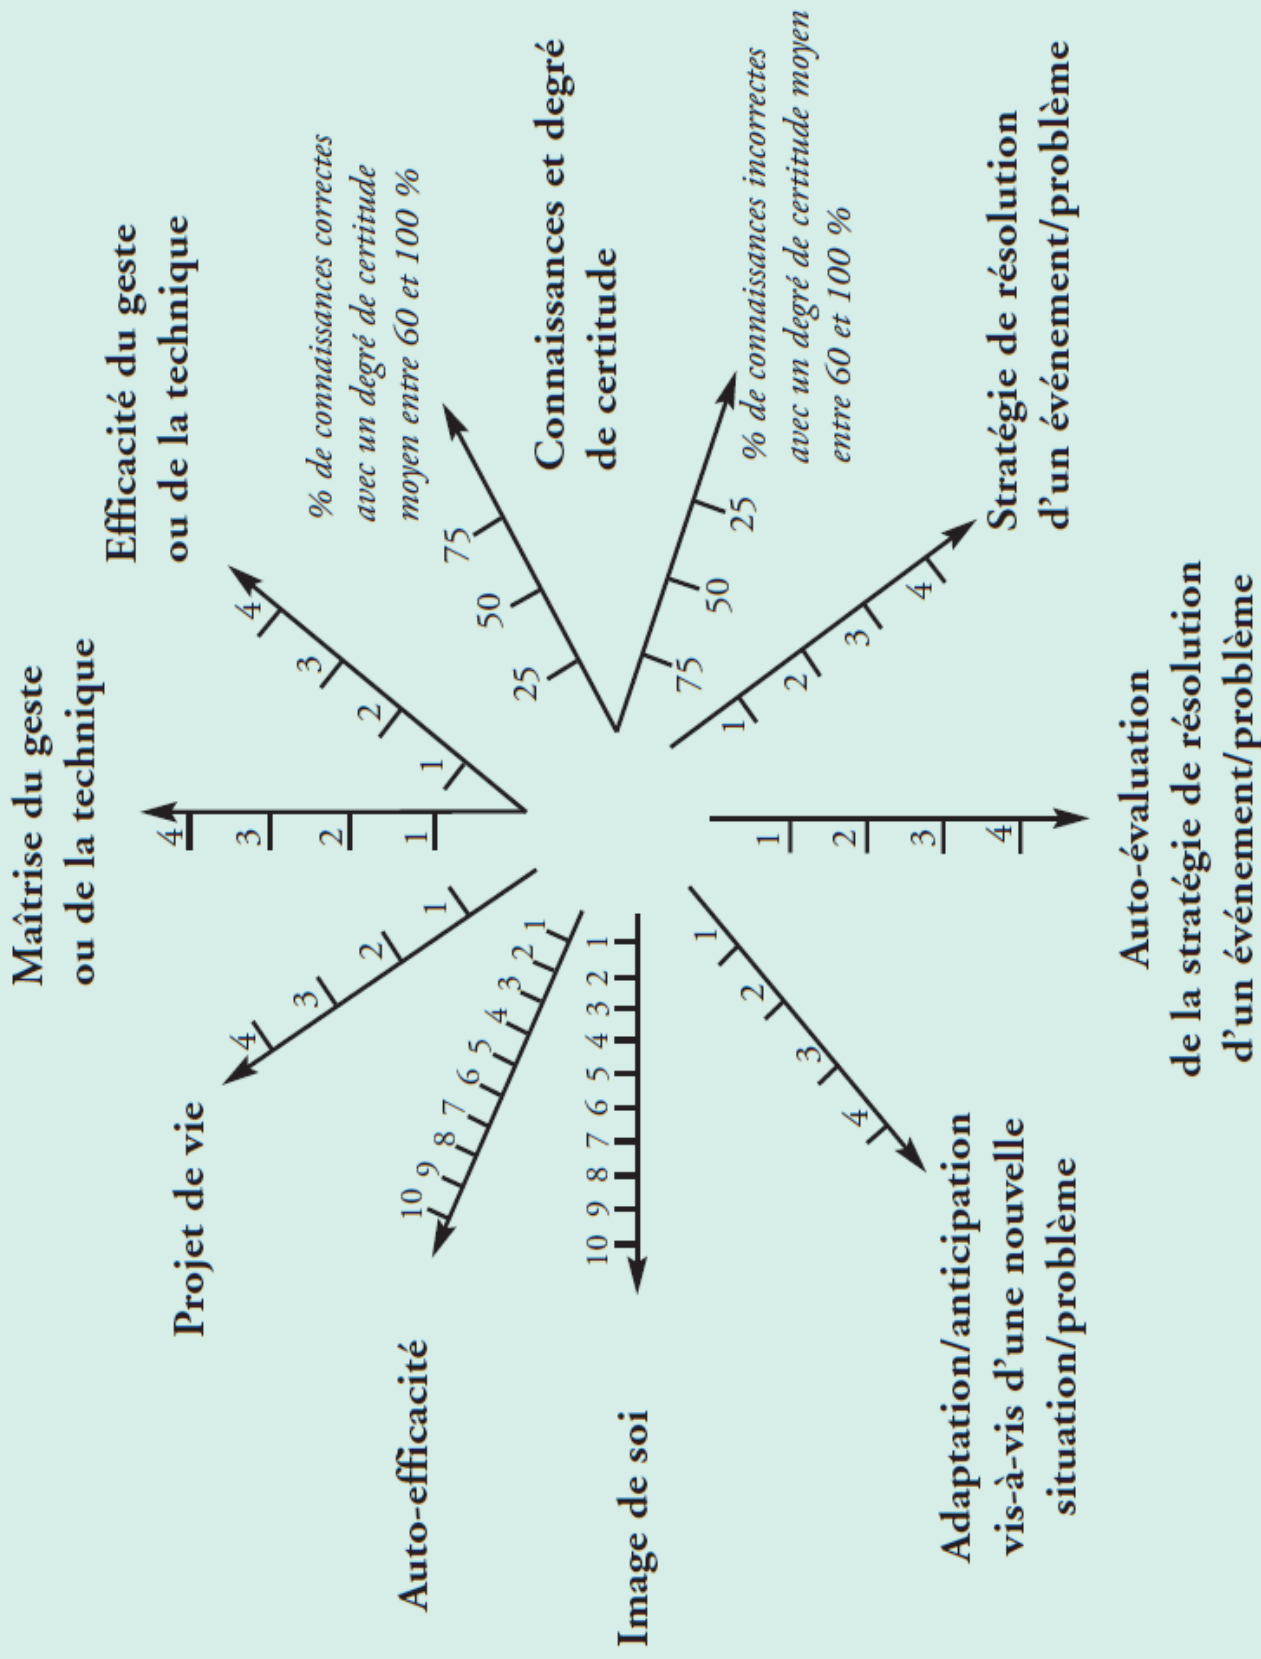 Maîtrise du geste
ou de la technique
4
3
2
1
Efficacité du geste
ou de la technique
4
3
2
1
% de connaissances correctes
avec un degré de certitude
moyen entre 60 et 100 %
75
50
25
Connaissances et degré
de certitude
75
50
25
% de connaissances incorrectes
avec un degré de certitude moyen
entre 60 et 100 %
1
2
3
4
Stratégie de résolution
d'un événement/problème
1
2
3
4
Auto-évaluation
de la stratégie de résolution
d'un événement/problème
1
2
3
4
Adaptation/anticipation
vis-à-vis d'une nouvelle
situation/problème
Image de soi
10 9 8 7 6 5 4 3 2 1
Auto-efficacité
10 9 8 7 6 5 4 3 2 1
Projet de vie
4
3
2
1